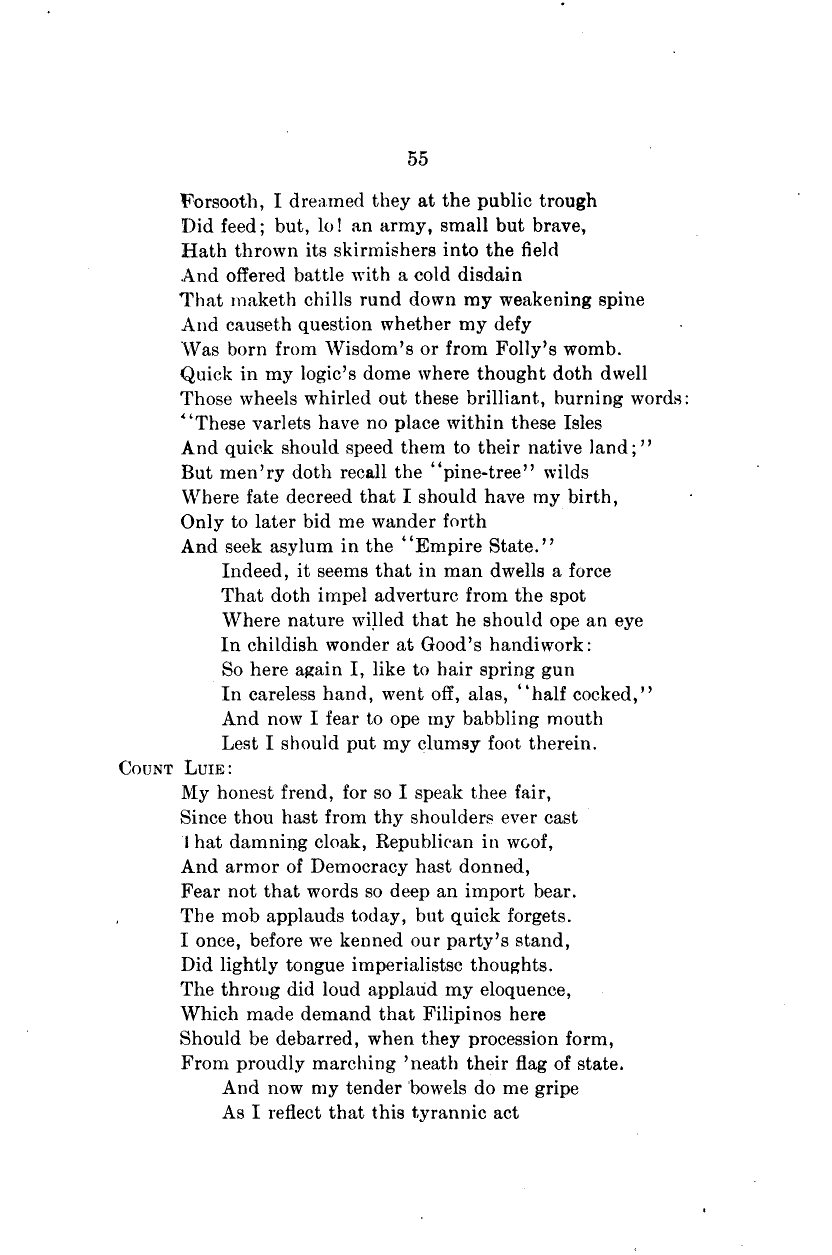 55
Forsooth, I dreamed they at the public trough
Did feed; but, lo! an army, small but brave,
Hath thrown its skirmishers into the field
And offered battle with a cold disdain
That maketh chills rund down my weakening spine
And causeth question whether my defy
Was born from Wisdom's or from Folly's womb.
Quick in my logic's dome where thought doth dwell
Those wheels whirled out these brilliant, burning words:
"These varlets have no place within these Isles
And quick should speed them to their native land;"
But men'ry doth recall the "pine-tree" wilds
Where fate decreed that I should have my birth,
Only to later bid me wander forth
And seek asylum in the "Empire State."
Indeed, it seems that in man dwells a force
That doth impel adverturc from the spot
Where nature willed that he should ope an eye
In childish wonder at Good's handiwork:
So here again I, like to hair spring gun
In careless hand, went off, alas, "half cocked,"
And now I fear to ope my babbling mouth
Lest I should put my clumsy foot therein.
COUNT LUIE:
My honest frend, for so I speak thee fair,
Since thou hast from thy shoulders ever cast
That damning cloak, Republican in woof,
And armor of Democracy hast donned,
Fear not that words so deep an import bear.
The mob applauds today, but quick forgets.
I once, before we kenned our party's stand,
Did lightly tongue imperialistsc thoughts.
The throng did loud applaud my eloquence,
Which made demand that Filipinos here
Should be debarred, when they procession form,
From proudly marching 'neath their flag of state.
And now my tender bowels do me gripe
As I reflect that this tyrannic act